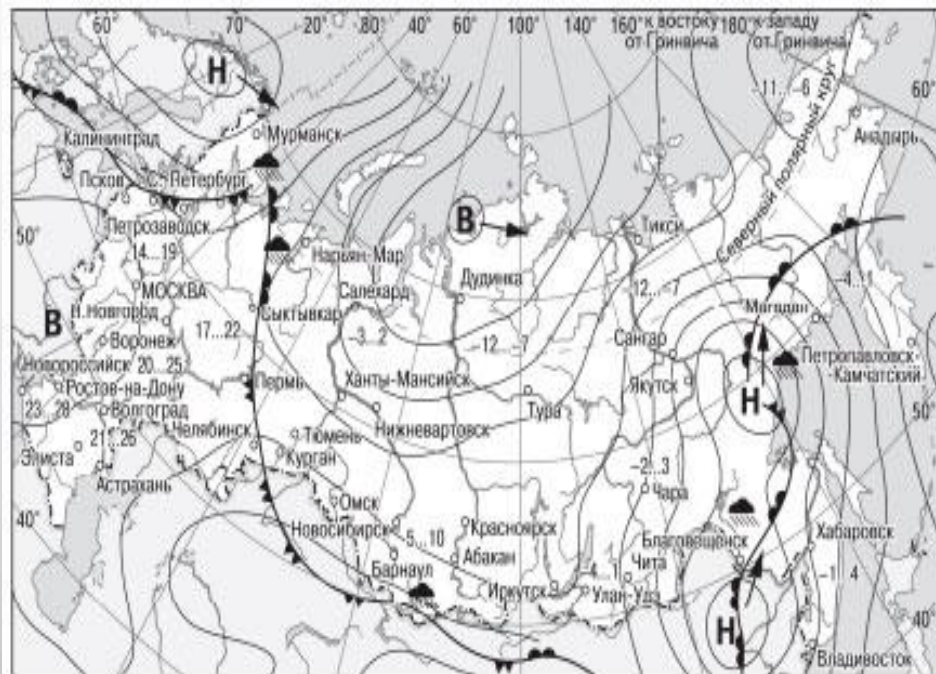 60° 70° 20° 30° 60° 100° 140° 160° к востоку 180° к западу
от Гринвича от Гринвича
Н
-11...-6
60°
Калининград
Мурманск
Анадырь
Северный полярный круг
Псков С. Петербург
В
Тикси
50°
Петрозаводск
14...19
Нарьян-Мар
Дудинка
-12...-7
-4...1
МОСКВА
Салехард
Магадан
Н.Новгород
17...22
Сыктывкар
В
-3...2
-12...-7
Сангар
Воронеж
Петропавловск-
Камчатский
Новороссийск 20...25
Пермь
Ханты-Мансийск
Якутск
Ростов-на-Дону
Тура
Н
50°
23...28
Волгоград
Нижневартовск
21...26
Челябинск
Тюмень
Элиста
Курган
-2...3
Астрахань
Чара
40°
Омск
Новосибирск
Красноярск
Благовещенск
Хабаровск
5...10
Абакан
Чита
Барнаул
-4...1
-1...4
Иркутск
Улан-Удэ
40°
Н
Владивосток